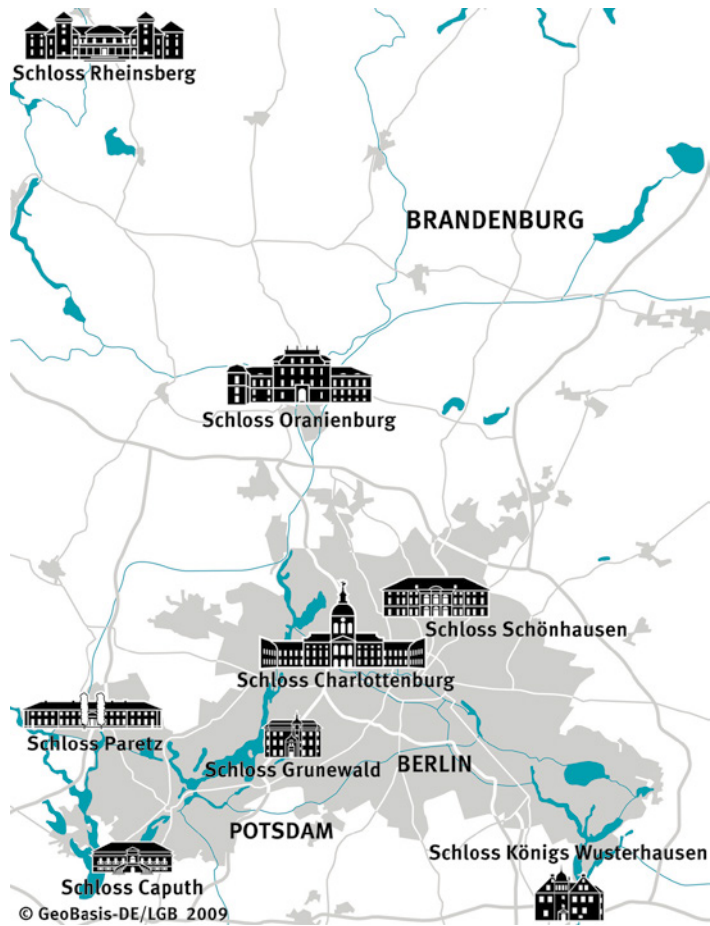 Schloss Rheinsberg
BRANDENBURG
Schloss Oranienburg
Schloss Schönhausen
Schloss Charlottenburg
Schloss Paretz
Schloss Grunewald
BERLIN
POTSDAM
Schloss Königs Wusterhausen
Schloss Caputh
© GeoBasis-DE/LGB 2009